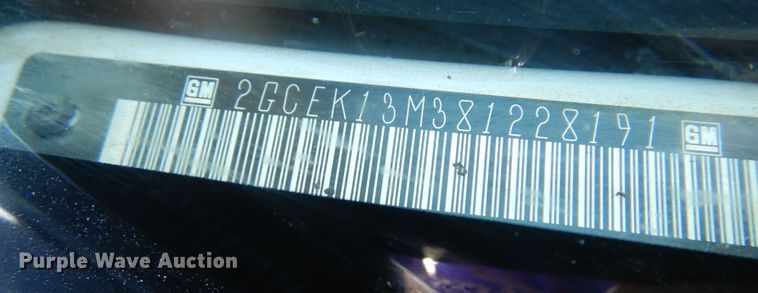 GM 2GCEK13M381228191 GM
Purple Wave Auction